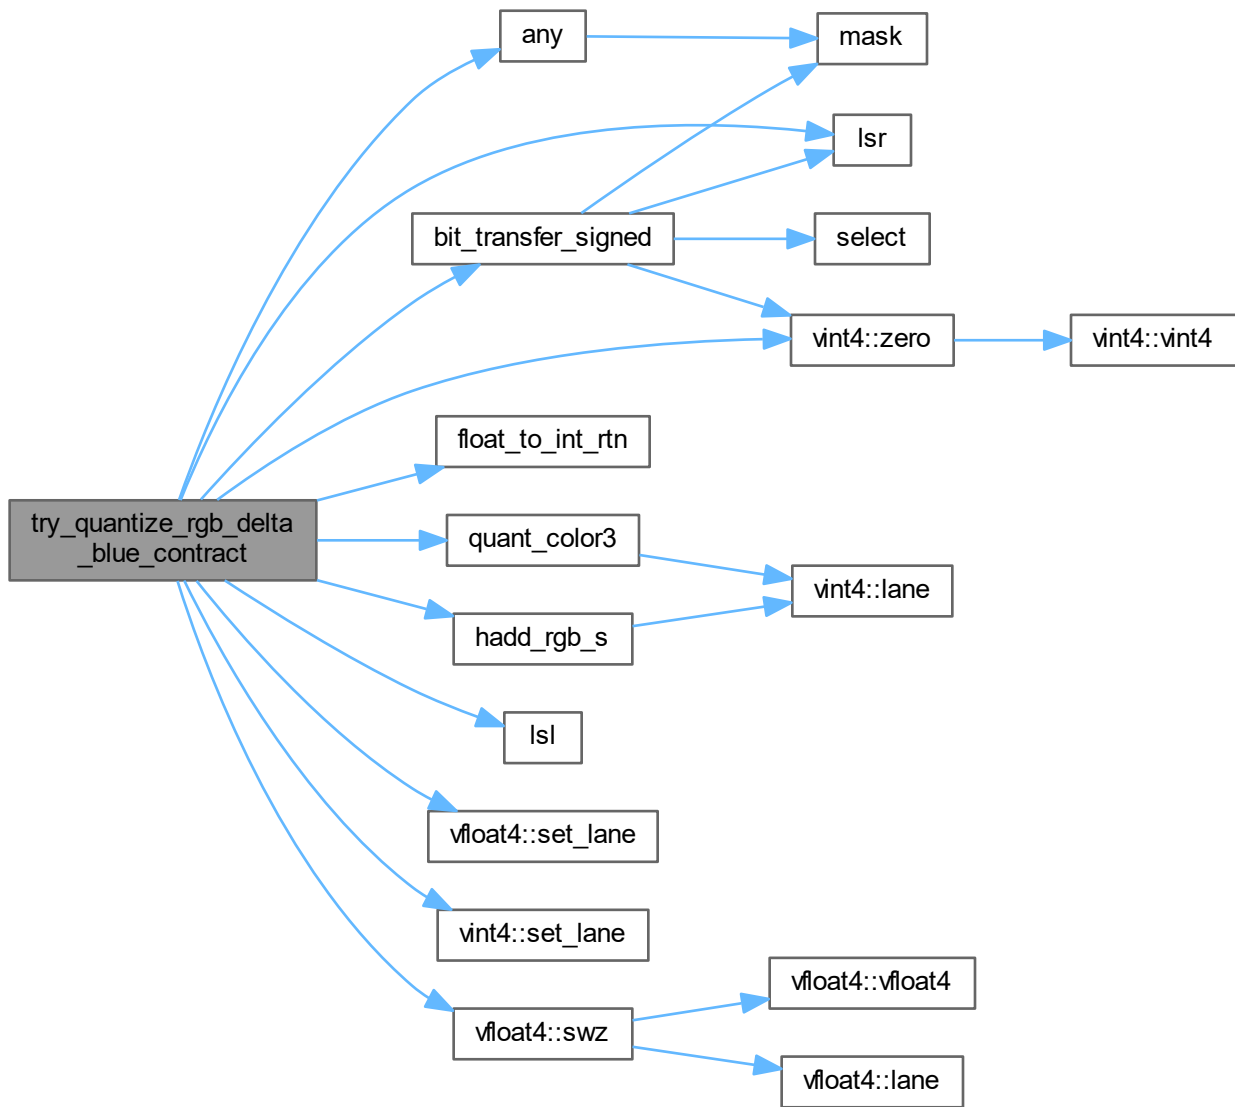 any
mask
lsr
bit_transfer_signed
select
vint4::zero
vint4::vint4
float_to_int_rtn
try_quantize_rgb_delta
_blue_contract
quant_color3
vint4::lane
hadd_rgb_s
lsl
vfloat4::set_lane
vint4::set_lane
vfloat4::vfloat4
vfloat4::swz
vfloat4::lane